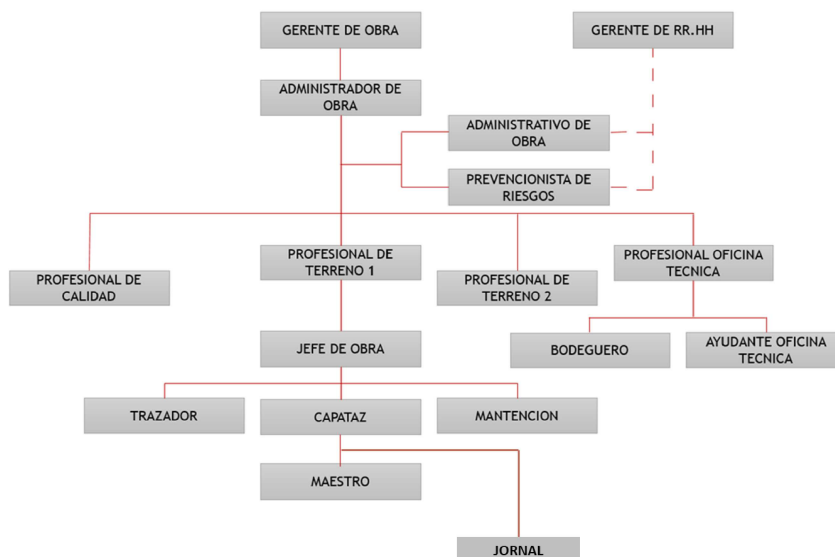 GERENTE DE OBRA
GERENTE DE RR.HH
ADMINISTRADOR DE
OBRA
ADMINISTRATIVO DE
OBRA
PREVENCIONISTA DE
RIESGOS
PROFESIONAL DE
CALIDAD
PROFESIONAL DE
TERRENO 1
PROFESIONAL DE
TERRENO 2
PROFESIONAL OFICINA
TECNICA
JEFE DE OBRA
BODEGUERO
AYUDANTE OFICINA
TECNICA
TRAZADOR
CAPATAZ
MANTENCION
MAESTRO
JORNAL